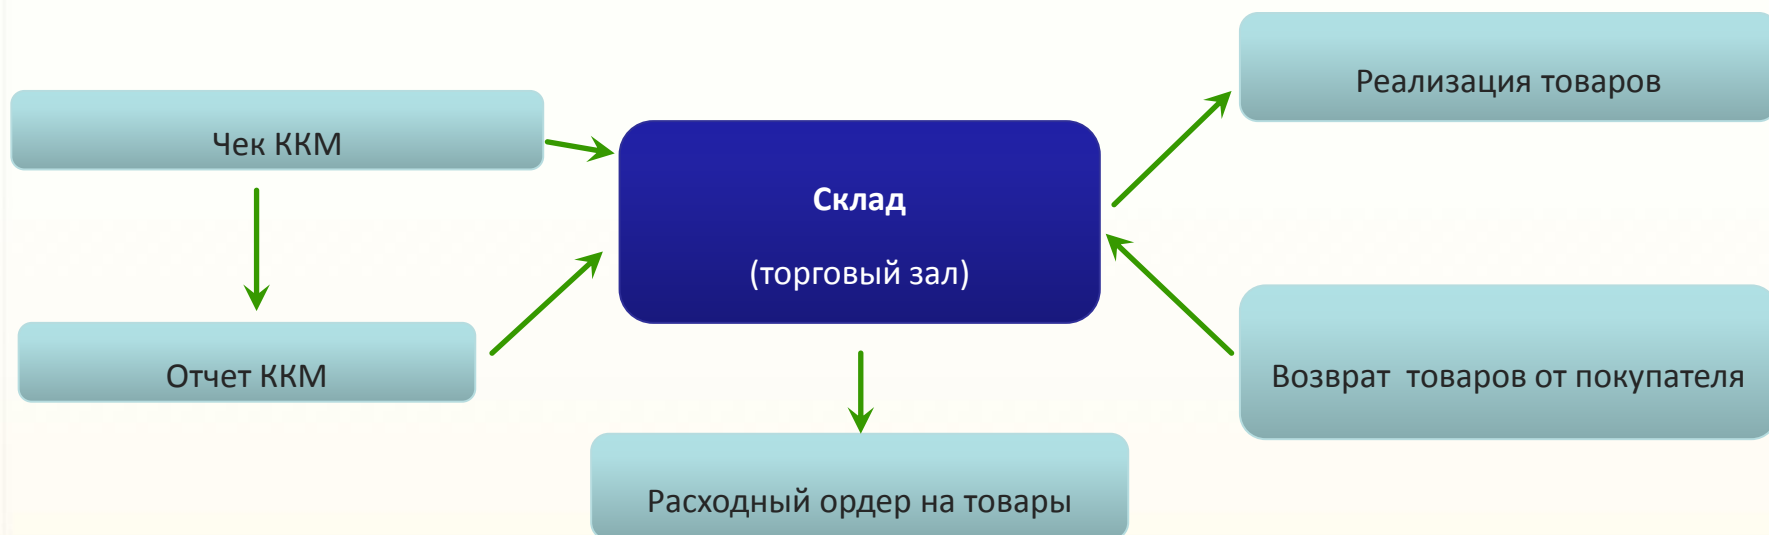 Реализация товаров
Чек ККМ
Склад
(торговый зал)
Отчет ККМ
Возврат  товаров от покупателя
Расходный ордер на товары